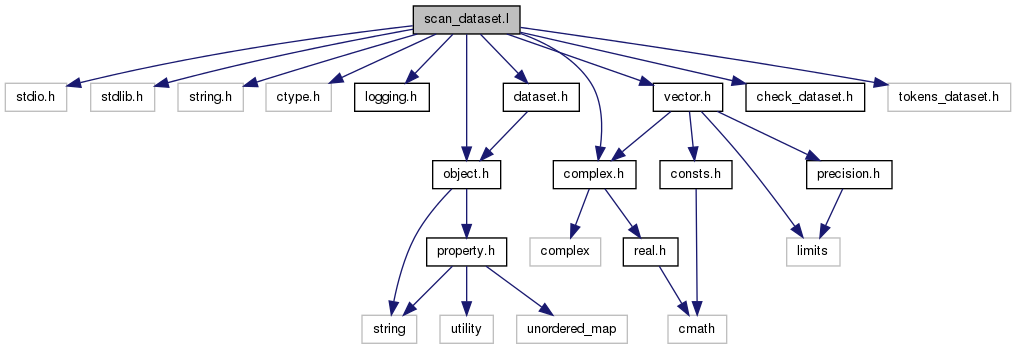 scan_dataset.l
stdio.h
stdlib.h
string.h
ctype.h
logging.h
dataset.h
vector.h
check_dataset.h
tokens_dataset.h
object.h
complex.h
consts.h
precision.h
property.h
complex
real.h
limits
string
utility
unordered_map
cmath